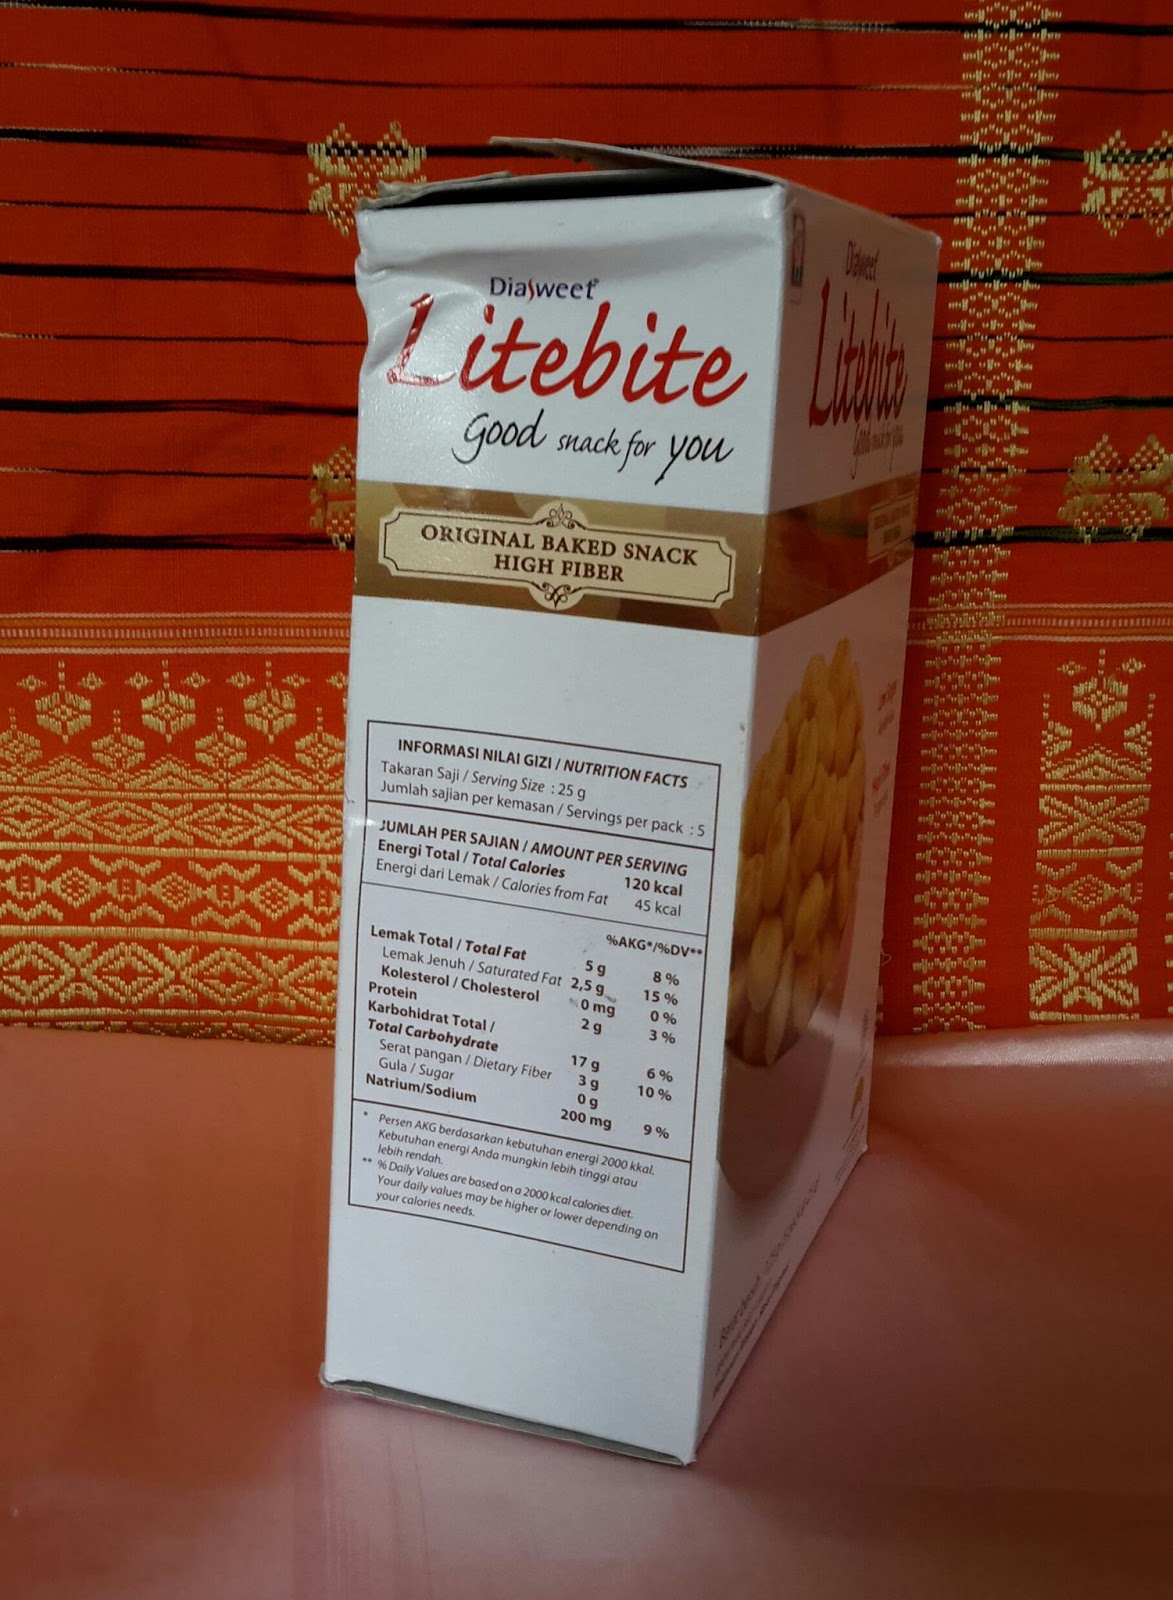 DiaSweet®
Litebite
Good snack for you
ORIGINAL BAKED SNACK
HIGH FIBER
INFORMASI NILAI GIZI / NUTRITION FACTS
Takaran Saji / Serving Size : 25 g
Jumlah sajian per kemasan / Servings per pack : 5
JUMLAH PER SAJIAN / AMOUNT PER SERVING
Energi Total / Total Calories 120 kcal
Energi dari Lemak / Calories from Fat 45 kcal
%AKG*/%DV**
Lemak Total / Total Fat 5 g 8 %
Lemak Jenuh / Saturated Fat 2,5 g 15 %
Kolesterol / Cholesterol 0 mg 0 %
Protein 2 g 3 %
Karbohidrat Total /
Total Carbohydrate 17 g 6 %
Serat pangan / Dietary Fiber 3 g 10 %
Gula / Sugar 0 g
Natrium/Sodium 200 mg 9 %
* Persen AKG berdasarkan kebutuhan energi 2000 kkal.
Kebutuhan energi Anda mungkin lebih tinggi atau
lebih rendah.
** % Daily Values are based on a 2000 kcal calories diet.
Your daily values may be higher or lower depending on
your calories needs.
DiaSweet
Litebite
Good snack for you